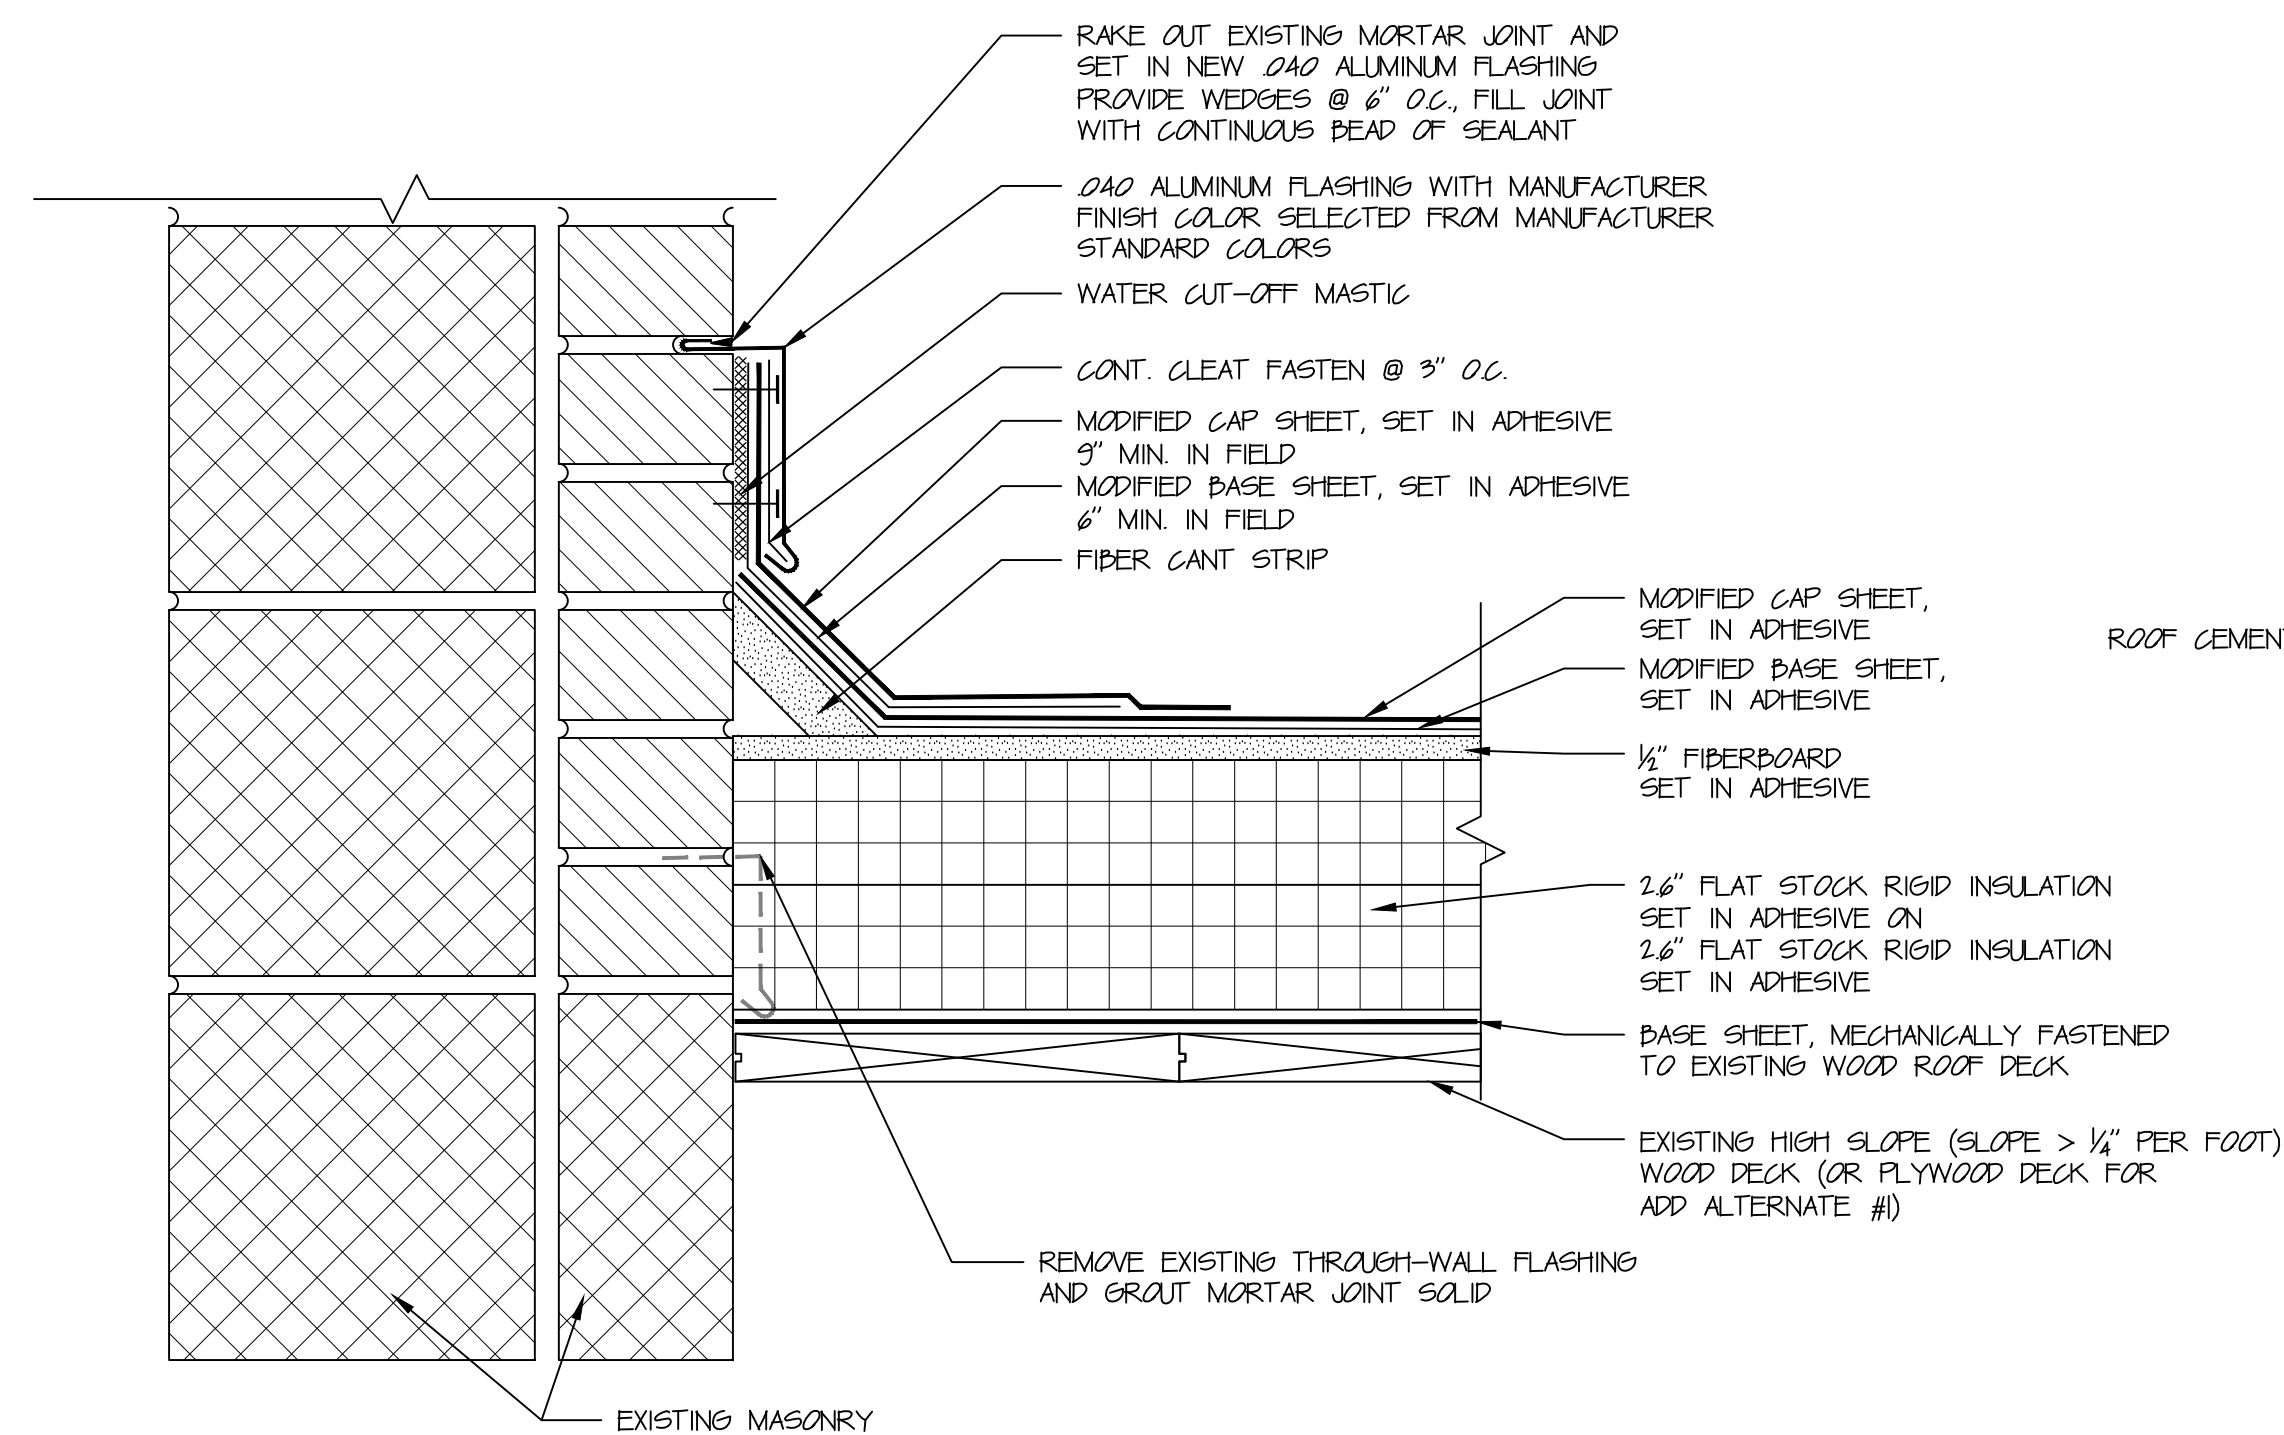 RAKE OUT EXISTING MORTAR JOINT AND
SET IN NEW .040 ALUMINUM FLASHING
PROVIDE WEDGES @ 6" O.C., FILL JOINT
WITH CONTINUOUS BEAD OF SEALANT
.040 ALUMINUM FLASHING WITH MANUFACTURER
FINISH COLOR SELECTED FROM MANUFACTURER
STANDARD COLORS
WATER CUT-OFF MASTIC
CONT. CLEAT FASTEN @ 3" O.C.
MODIFIED CAP SHEET, SET IN ADHESIVE
9" MIN. IN FIELD
MODIFIED BASE SHEET, SET IN ADHESIVE
6" MIN. IN FIELD
FIBER CANT STRIP
MODIFIED CAP SHEET,
SET IN ADHESIVE
ROOF CEMENT
MODIFIED BASE SHEET,
SET IN ADHESIVE
½" FIBERBOARD
SET IN ADHESIVE
2.6" FLAT STOCK RIGID INSULATION
SET IN ADHESIVE ON
2.6" FLAT STOCK RIGID INSULATION
SET IN ADHESIVE
BASE SHEET, MECHANICALLY FASTENED
TO EXISTING WOOD ROOF DECK
EXISTING HIGH SLOPE (SLOPE > ¼" PER FOOT)
WOOD DECK (OR PLYWOOD DECK FOR
ADD ALTERNATE #1)
REMOVE EXISTING THROUGH-WALL FLASHING
AND GROUT MORTAR JOINT SOLID
EXISTING MASONRY